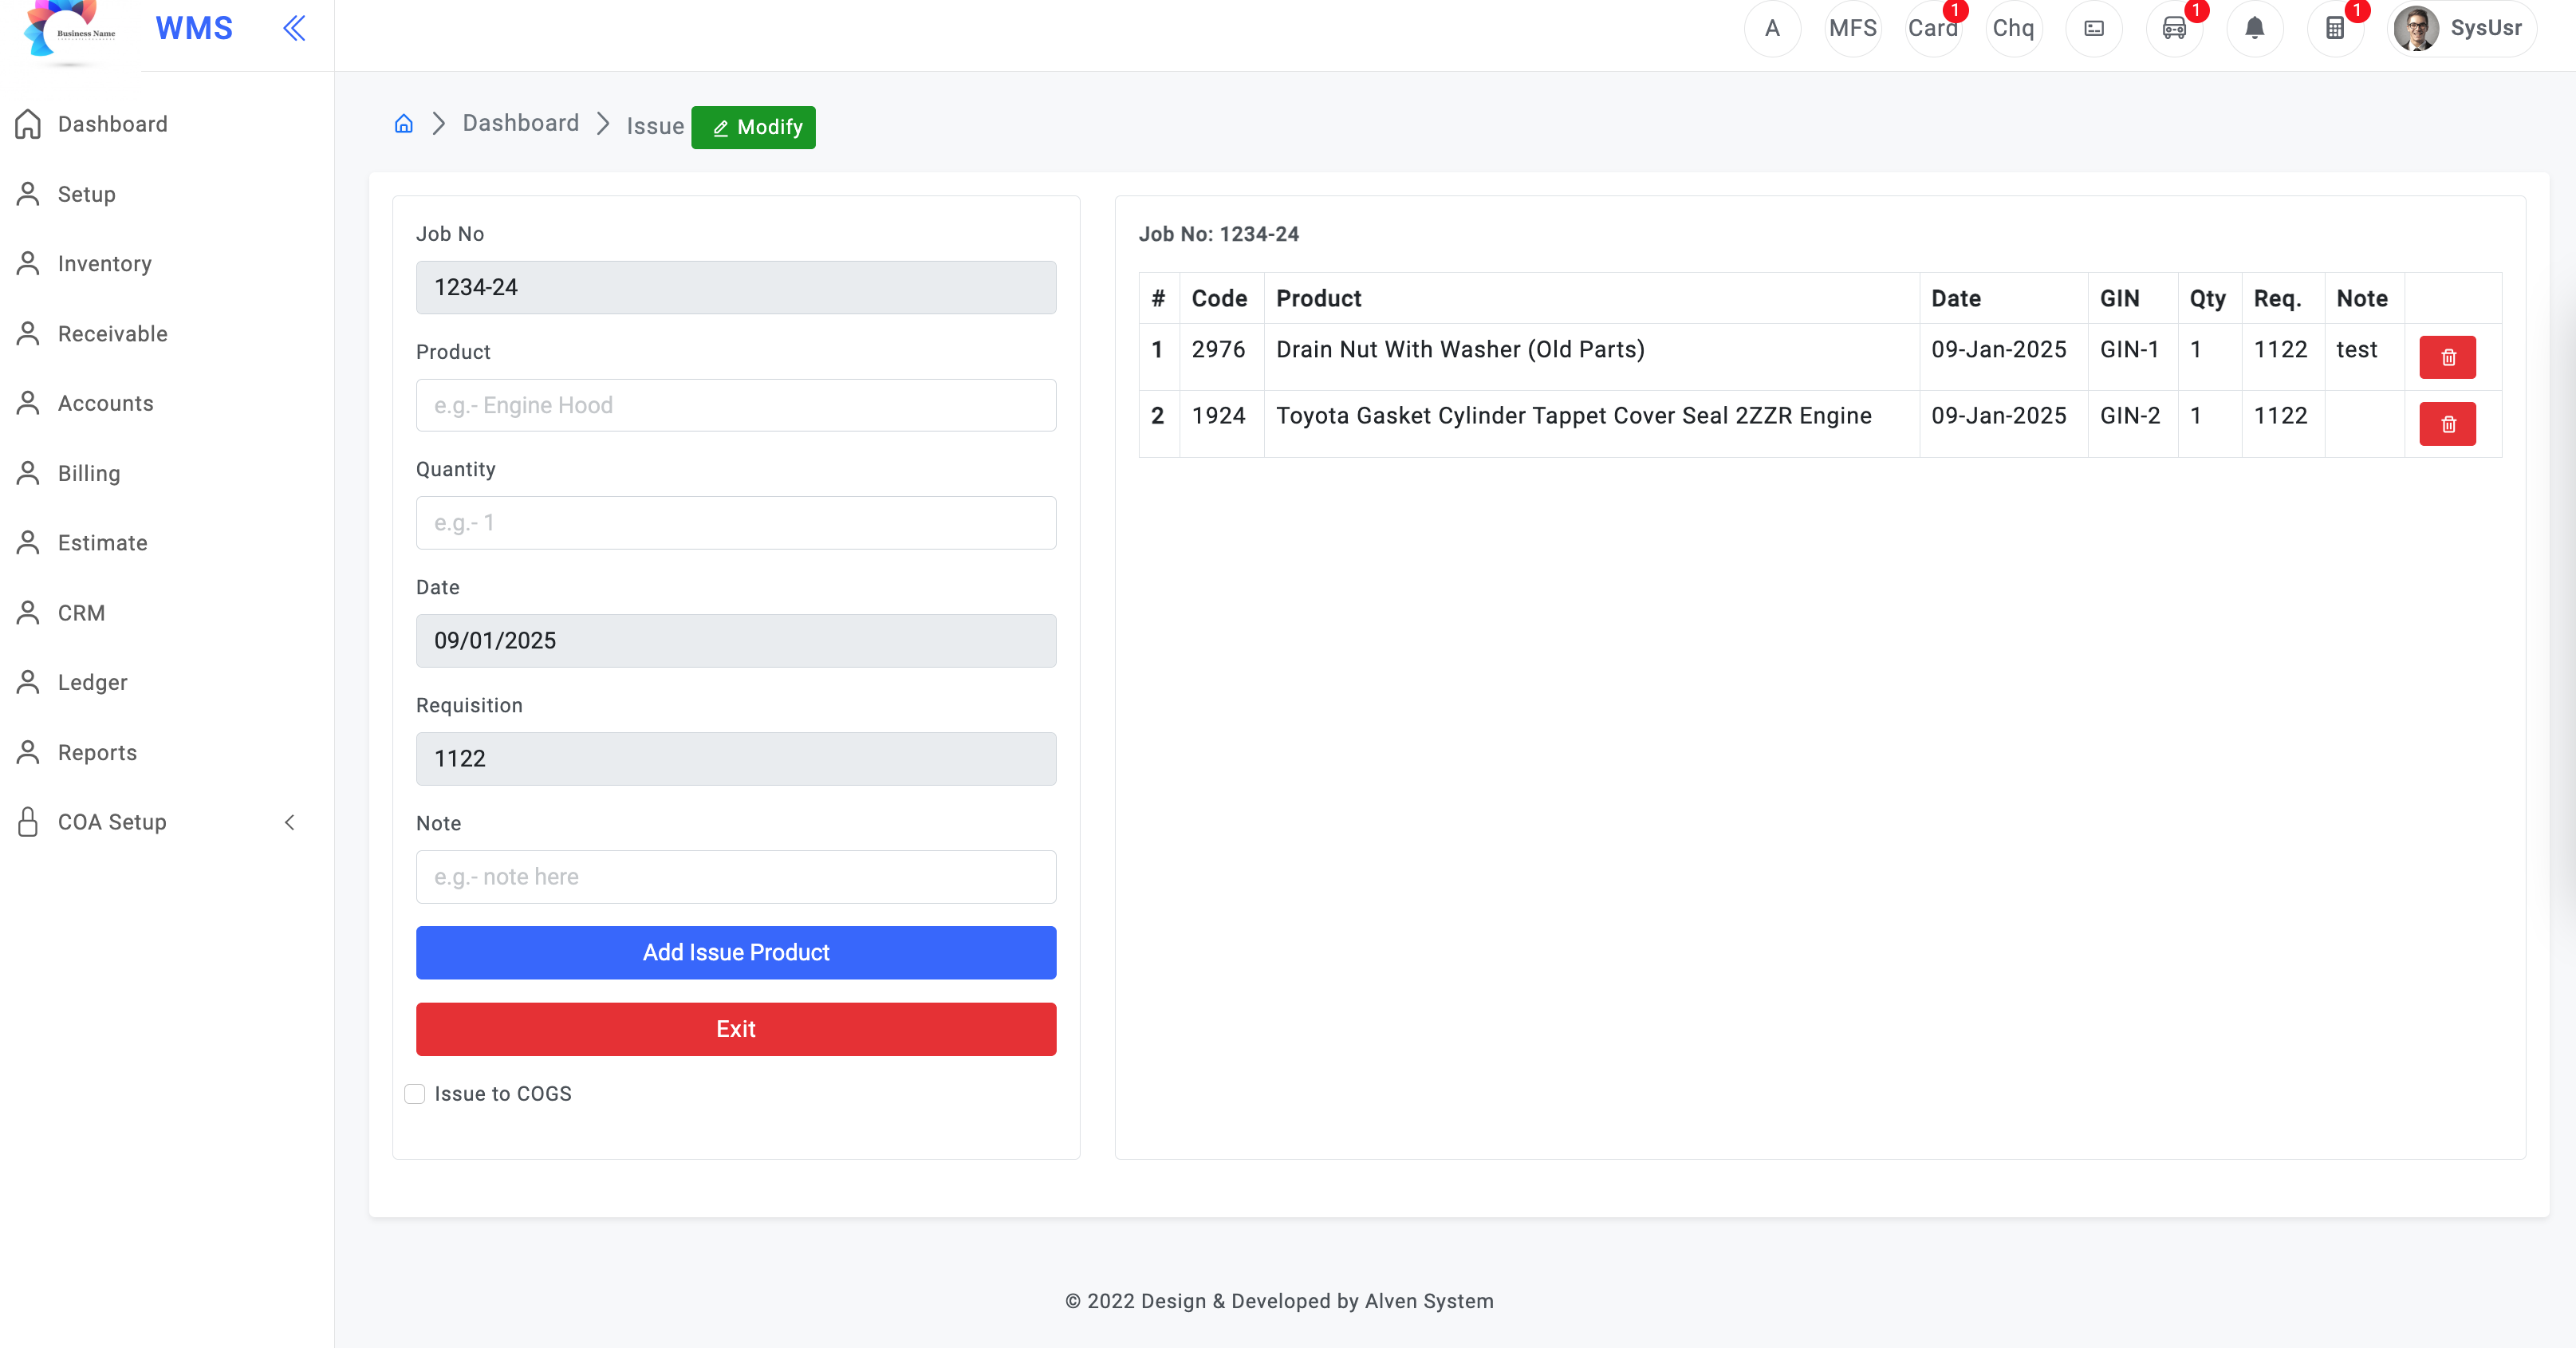 Business Name
WMS
A
MFS
Card
1
Chq
1
1
SysUsr
Dashboard
Setup
Inventory
Receivable
Accounts
Billing
Estimate
CRM
Ledger
Reports
COA Setup
Dashboard
Issue
Modify
Job No
1234-24
Product
e.g.- Engine Hood
Quantity
e.g.- 1
Date
09/01/2025
Requisition
1122
Note
e.g.- note here
Add Issue Product
Exit
Issue to COGS
Job No: 1234-24
# Code Product Date GIN Qty Req. Note
1 2976 Drain Nut With Washer (Old Parts) 09-Jan-2025 GIN-1 1 1122 test
2 1924 Toyota Gasket Cylinder Tappet Cover Seal 2ZZR Engine 09-Jan-2025 GIN-2 1 1122
© 2022 Design & Developed by Alven System